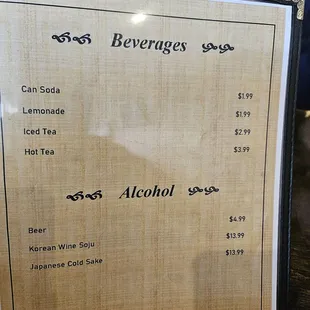 Beverages
Can Soda $1.99
Lemonade $1.99
Iced Tea $2.99
Hot Tea $3.99
Alcohol
Beer $4.99
Korean Wine Soju $13.99
Japanese Cold Sake $13.99